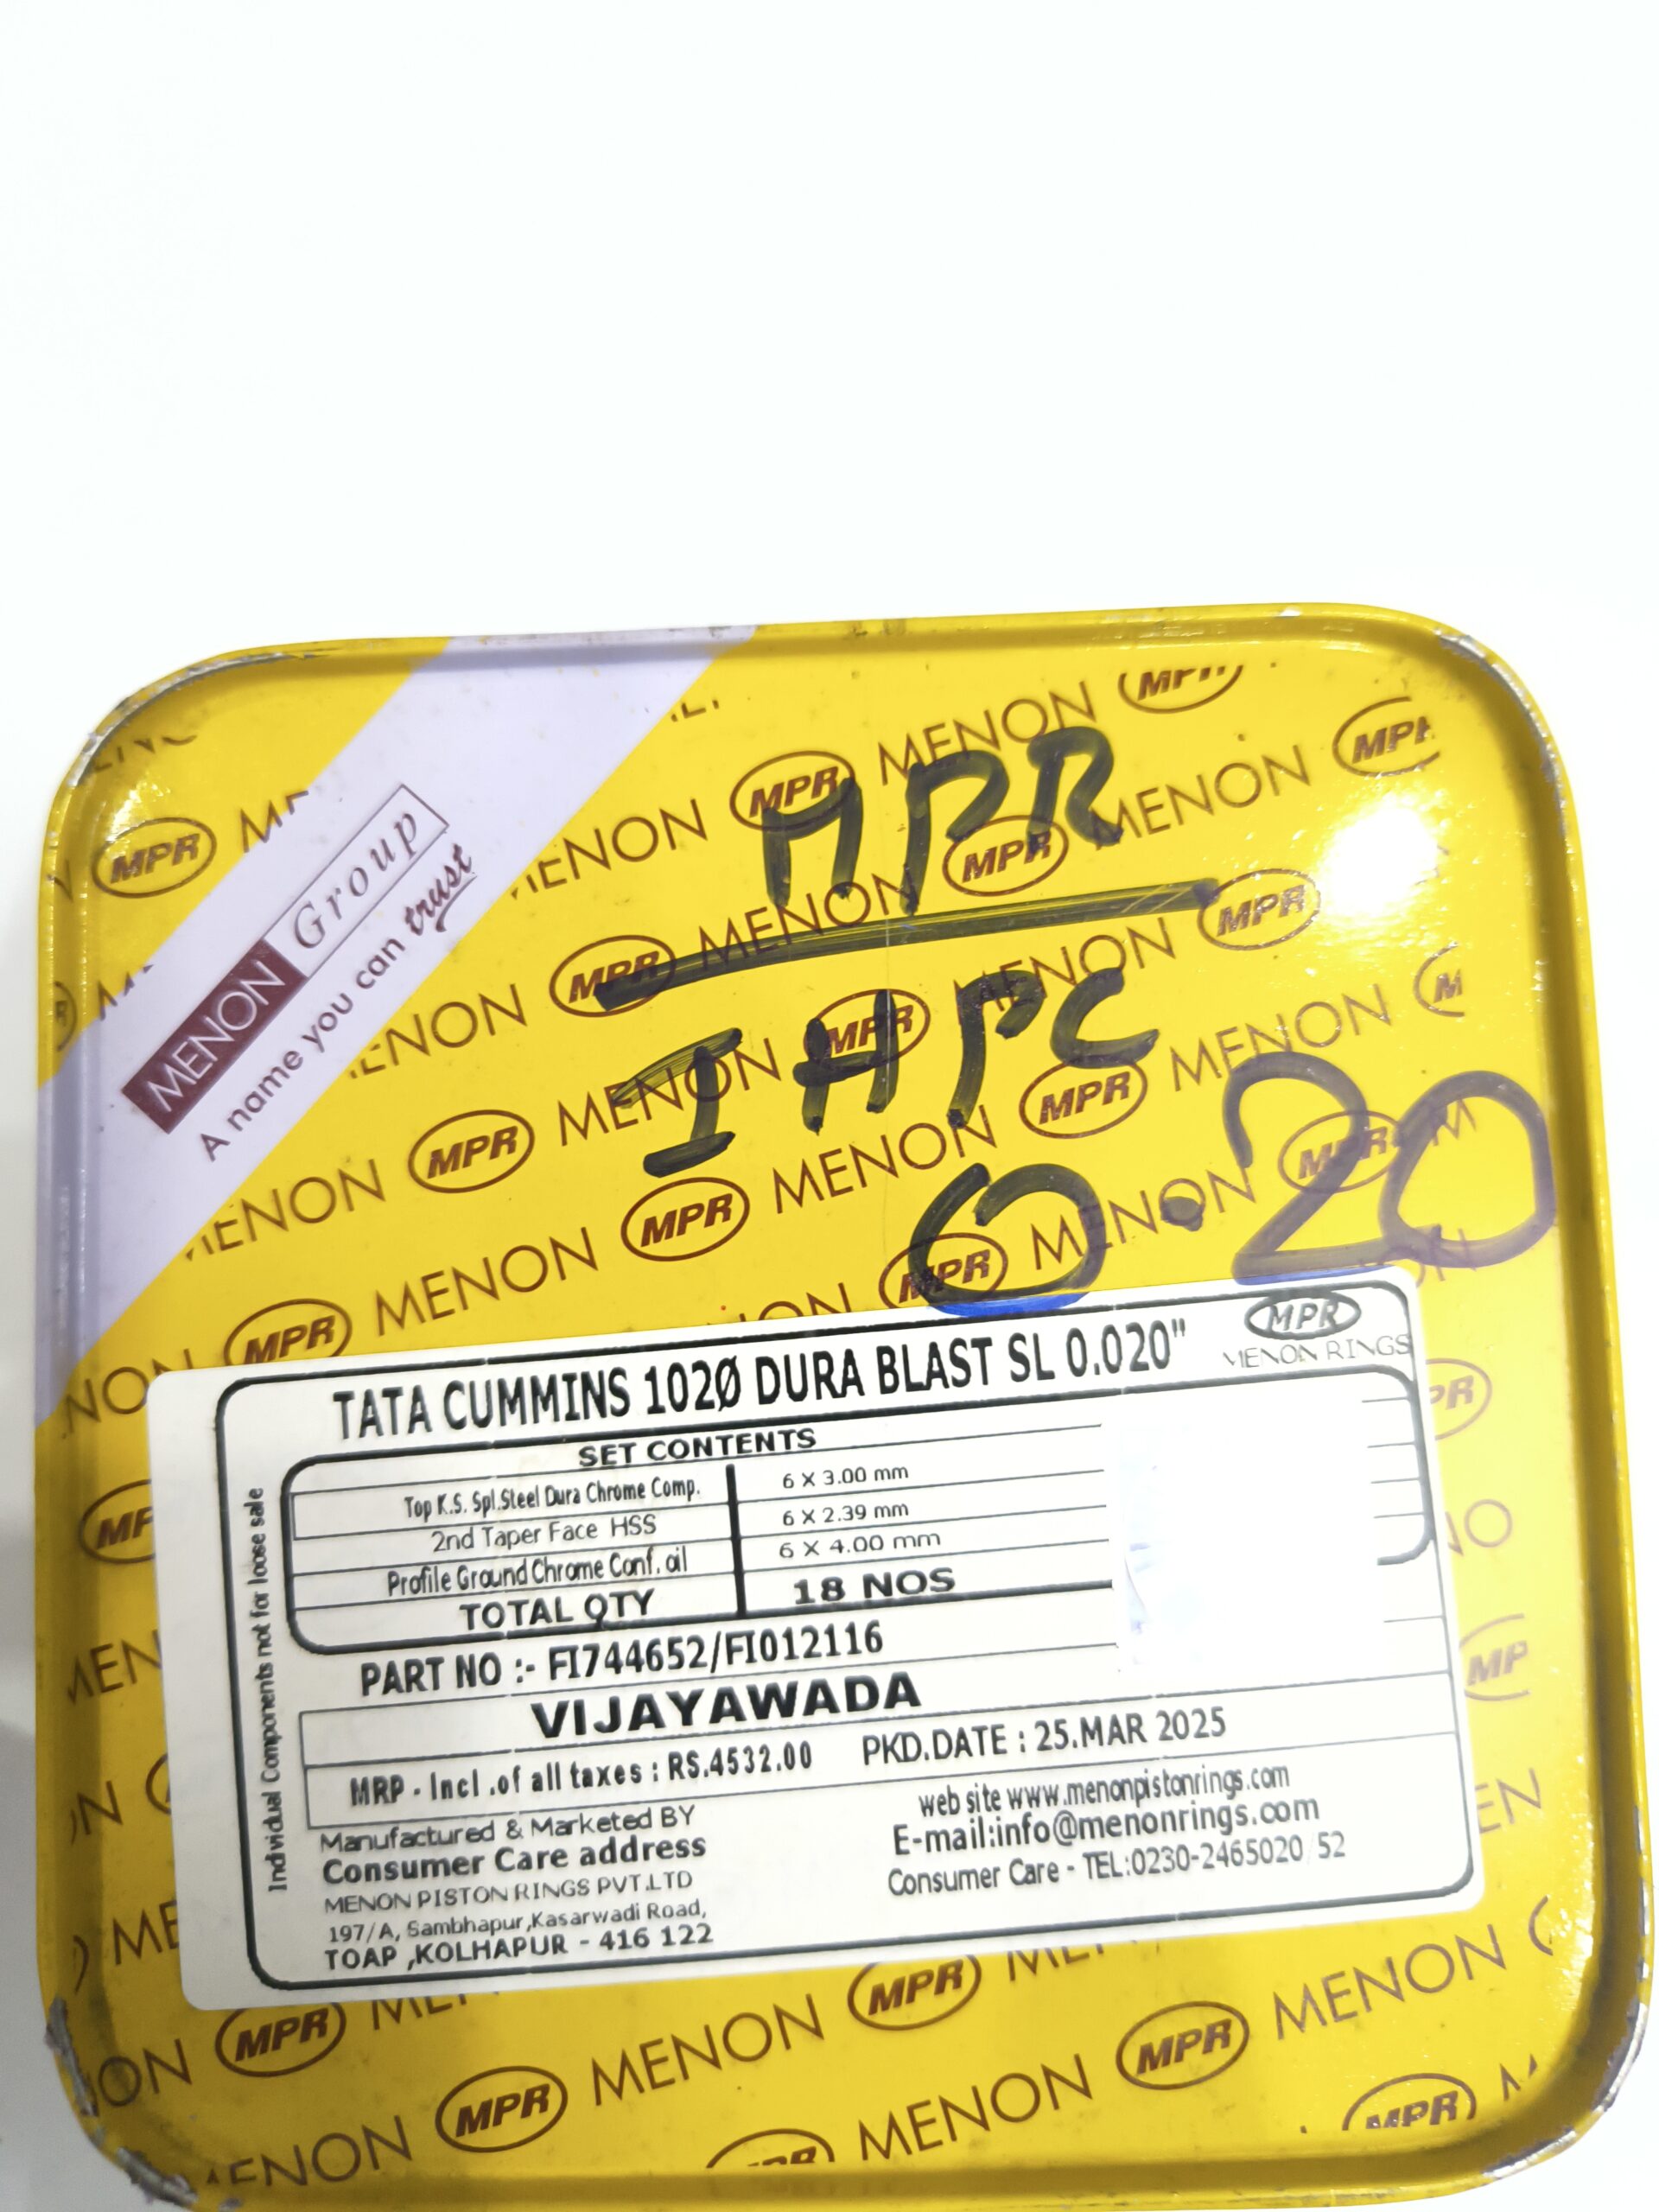 MENON Group
A name you can trust
MPR
IHPC
0.20
TATA CUMMINS 102Ø DURA BLAST SL 0.020"
MPR
MENON RINGS
SET CONTENTS
Top K.S. Spl.Steel Dura Chrome Comp. 6 X 3.00 mm
2nd Taper Face HSS 6 X 2.39 mm
Profile Ground Chrome Conf. oil 6 X 4.00 mm
TOTAL QTY 18 NOS
PART NO :- FI744652/FI012116
VIJAYAWADA
MRP - Incl .of all taxes : RS.4532.00 PKD.DATE : 25.MAR 2025
Manufactured & Marketed BY
Consumer Care address
MENON PISTON RINGS PVT.LTD
197/A, Sambhapur,Kasarwadi Road,
TOAP ,KOLHAPUR - 416 122
web site www.menonpistonrings.com
E-mail:info@menonrings.com
Consumer Care - TEL:0230-2465020/52
Individual Components not for loose sale